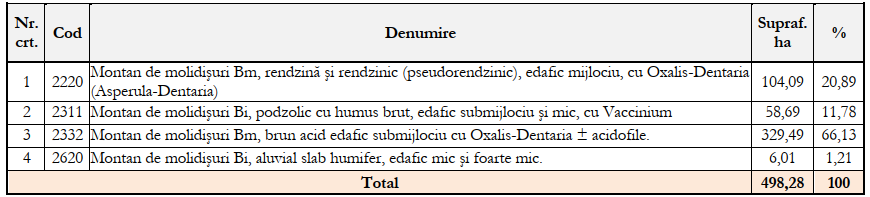 Nr. crt. Cod Denumire Supraf. ha %
1 2220 Montan de molidişuri Bm, rendzină şi rendzinic (pseudorendzinic), edafic mijlociu, cu Oxalis-Dentaria (Asperula-Dentaria) 104,09 20,89
2 2311 Montan de molidişuri Bi, podzolic cu humus brut, edafic submijlociu şi mic, cu Vaccinium 58,69 11,78
3 2332 Montan de molidişuri Bm, brun acid edafic submijlociu cu Oxalis-Dentaria ± acidofile. 329,49 66,13
4 2620 Montan de molidişuri Bi, aluvial slab humifer, edafic mic şi foarte mic. 6,01 1,21
Total 498,28 100